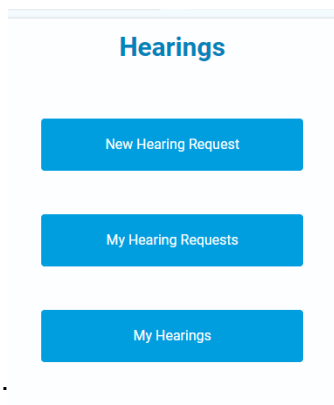 Hearings
New Hearing Request
My Hearing Requests
My Hearings
.